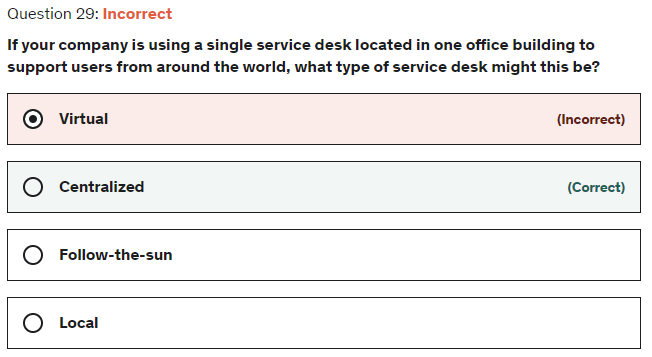 Question 29: Incorrect
If your company is using a single service desk located in one office building to
support users from around the world, what type of service desk might this be?
Virtual (Incorrect)
Centralized (Correct)
Follow-the-sun
Local